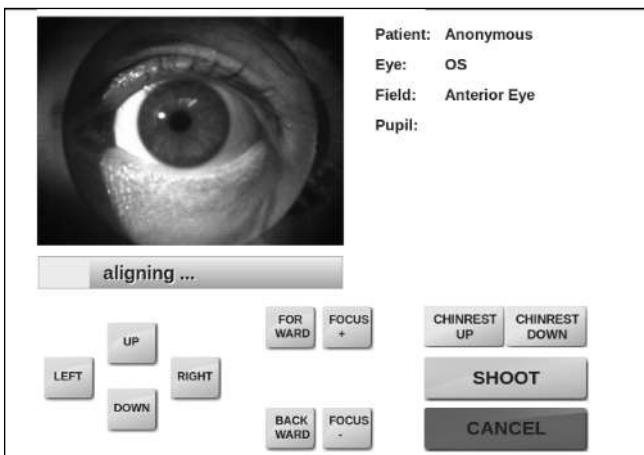 Patient: Anonymous
Eye: OS
Field: Anterior Eye
Pupil:
aligning ...
UP
LEFT
RIGHT
DOWN
FOR
WARD
FOCUS
+
BACK
WARD
FOCUS
-
CHINREST
UP
CHINREST
DOWN
SHOOT
CANCEL